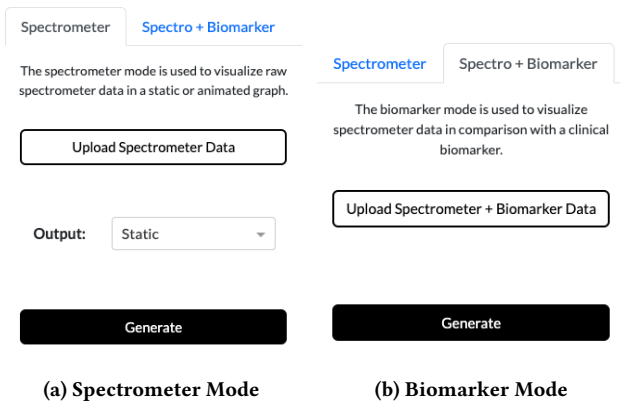 Spectrometer
Spectro + Biomarker
The spectrometer mode is used to visualize raw
spectrometer data in a static or animated graph.
Upload Spectrometer Data
Output:
Static
Generate
(a) Spectrometer Mode
Spectrometer
Spectro + Biomarker
The biomarker mode is used to visualize
spectrometer data in comparison with a clinical
biomarker.
Upload Spectrometer + Biomarker Data
Generate
(b) Biomarker Mode